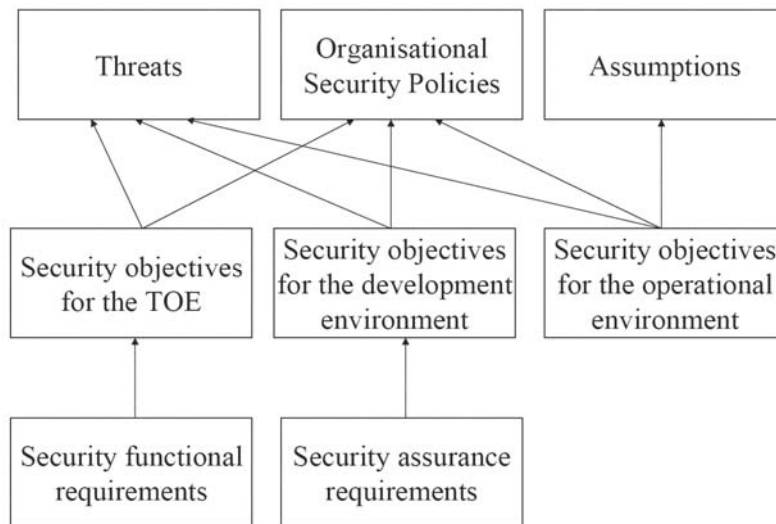 Threats
Organisational
Security Policies
Assumptions
Security objectives
for the TOE
Security objectives
for the development
environment
Security objectives
for the operational
environment
Security functional
requirements
Security assurance
requirements